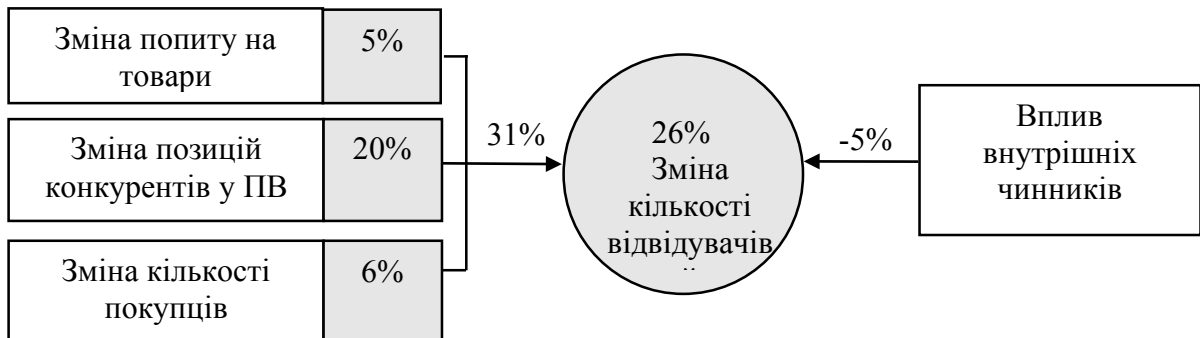 Зміна попиту на
товари
5%
Зміна позицій
конкурентів у ПВ
20%
Зміна кількості
покупців
6%
31%
26%
Зміна
кількості
відвідувачів
-5%
Вплив
внутрішніх
чинників